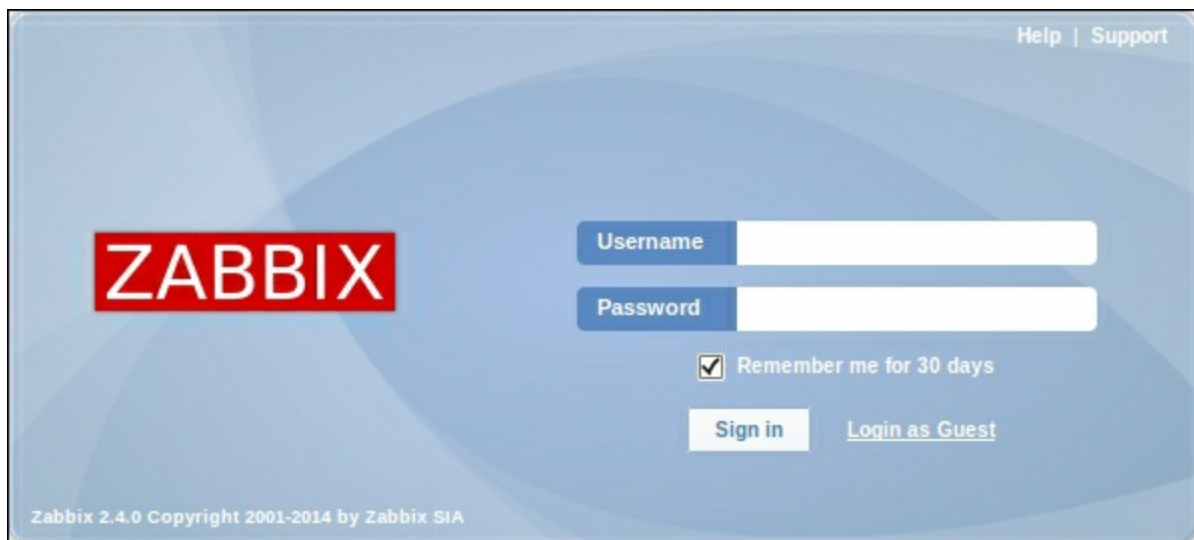 Help | Support
ZABBIX
Username
Password
Remember me for 30 days
Sign in Login as Guest
Zabbix 2.4.0 Copyright 2001-2014 by Zabbix SIA